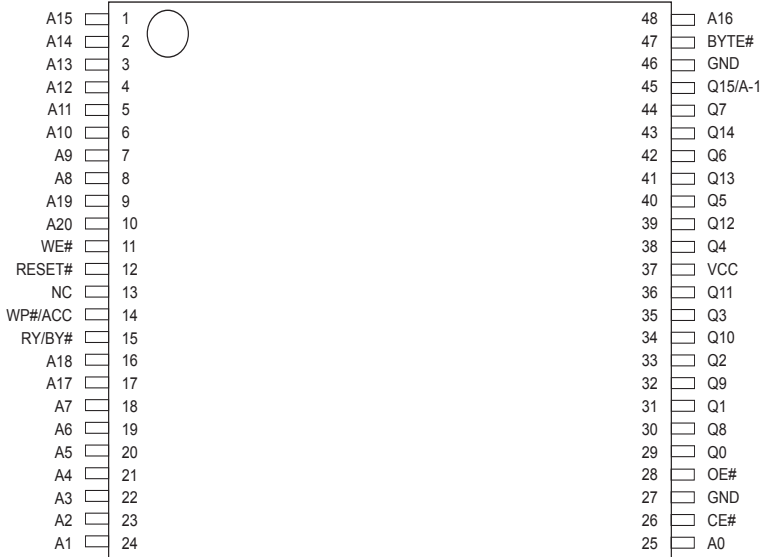 A15 1 48 A16
A14 2 47 BYTE#
A13 3 46 GND
A12 4 45 Q15/A-1
A11 5 44 Q7
A10 6 43 Q14
A9 7 42 Q6
A8 8 41 Q13
A19 9 40 Q5
A20 10 39 Q12
WE# 11 38 Q4
RESET# 12 37 VCC
NC 13 36 Q11
WP#/ACC 14 35 Q3
RY/BY# 15 34 Q10
A18 16 33 Q2
A17 17 32 Q9
A7 18 31 Q1
A6 19 30 Q8
A5 20 29 Q0
A4 21 28 OE#
A3 22 27 GND
A2 23 26 CE#
A1 24 25 A0